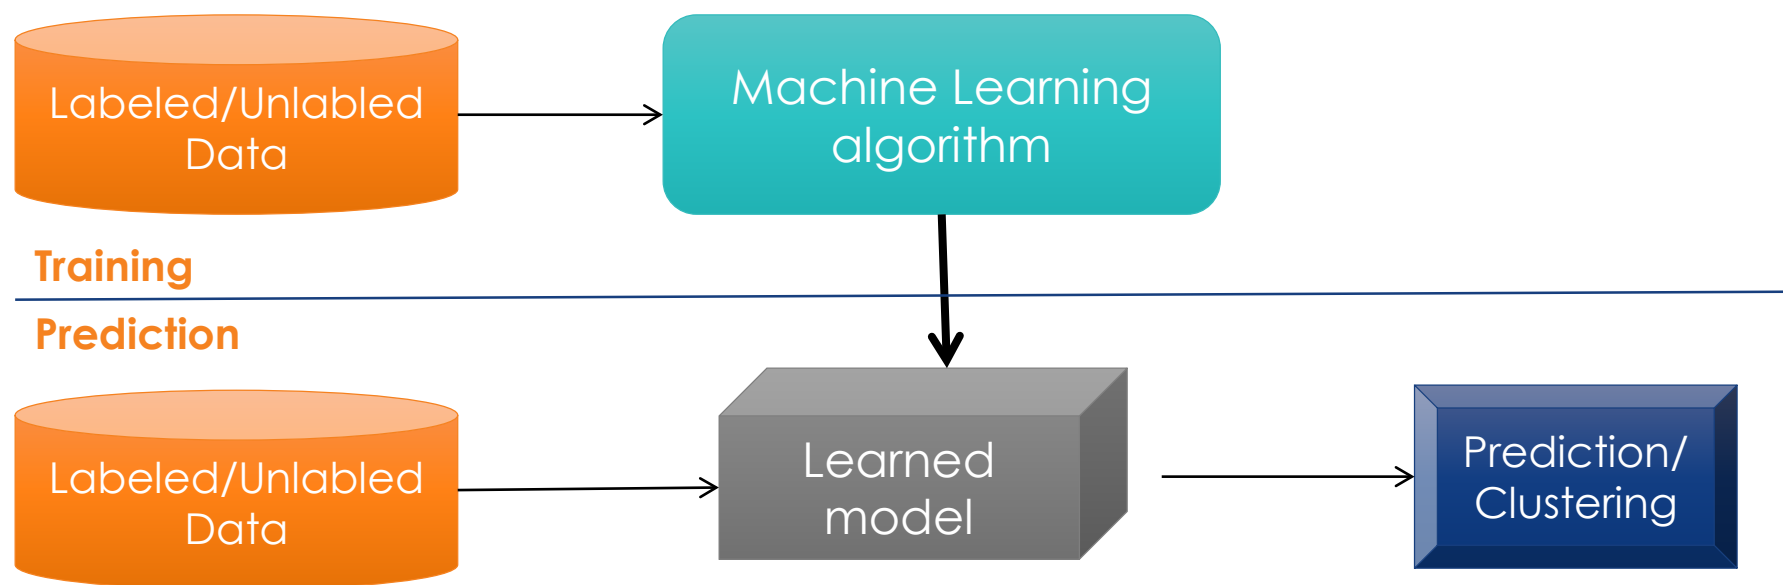 Labeled/Unlabled
Data
Machine Learning
algorithm
Training
Prediction
Labeled/Unlabled
Data
Learned
model
Prediction/
Clustering